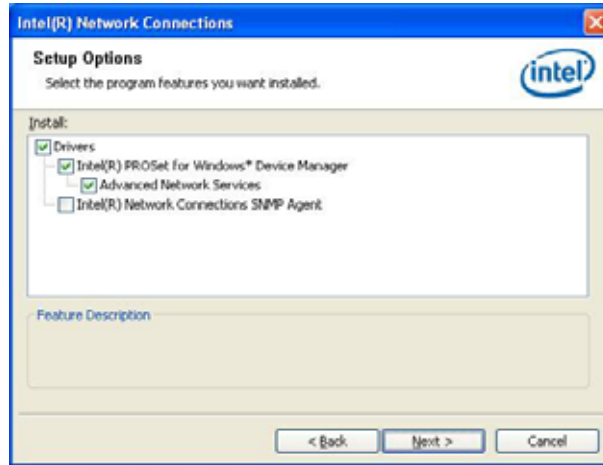 Intel(R) Network Connections
Setup Options
Select the program features you want installed.
intel
Install:
Drivers
Intel(R) PROSet for Windows* Device Manager
Advanced Network Services
Intel(R) Network Connections SNMP Agent
Feature Description
< Back
Next >
Cancel